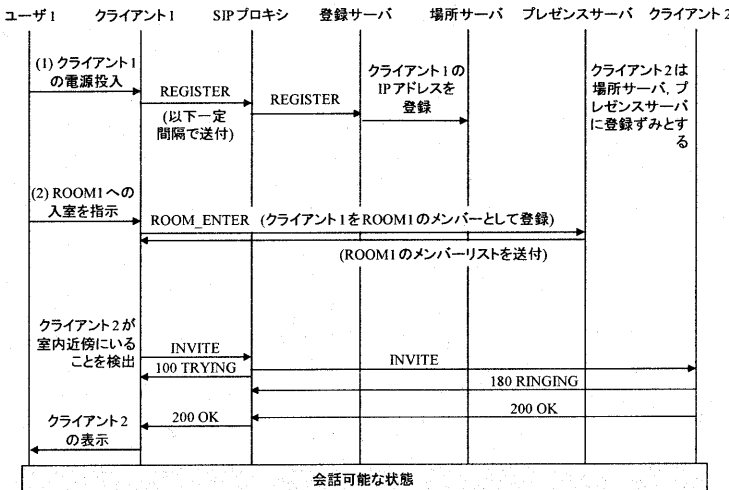 ユーザ1 クライアント1 SIPプロキシ 登録サーバ 場所サーバ プレゼンスサーバ クライアント2
(1) クライアント1
の電源投入
REGISTER
(以下一定
間隔で送付)
REGISTER
クライアント1の
IPアドレスを
登録
クライアント2は
場所サーバ, プ
レゼンスサーバ
に登録ずみとす
る
(2) ROOM1への
入室を指示
ROOM_ENTER (クライアント1をROOM1のメンバーとして登録)
(ROOM1のメンバーリストを送付)
クライアント2が
室内近傍にいる
ことを検出
INVITE
100 TRYING
INVITE
180 RINGING
200 OK
200 OK
クライアント2
の表示
会話可能な状態